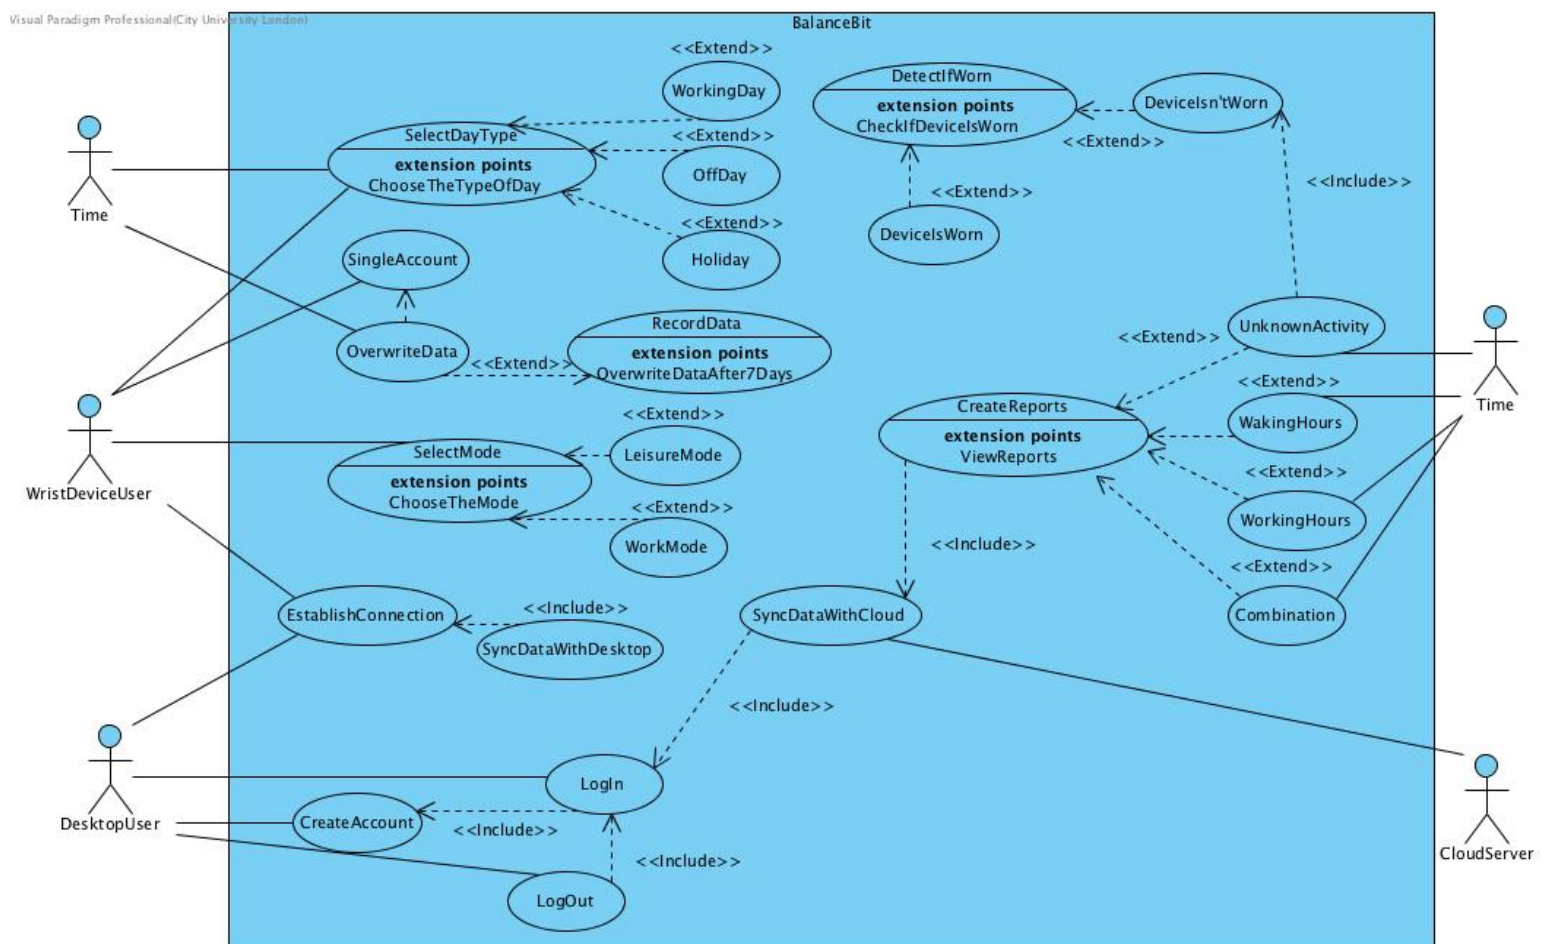 Visual Paradigm Professional(City University London)
BalanceBit
<<Extend>>
WorkingDay
DetectIfWorn
extension points
CheckIfDeviceIsWorn
DeviceIsn'tWorn
<<Extend>>
SelectDayType
extension points
ChooseTheTypeOfDay
<<Extend>>
OffDay
<<Include>>
<<Extend>>
DeviceIsWorn
<<Extend>>
Holiday
Time
SingleAccount
OverwriteData
<<Extend>>
RecordData
extension points
OverwriteDataAfter7Days
UnknownActivity
<<Extend>>
Time
<<Extend>>
WakingHours
CreateReports
extension points
ViewReports
<<Extend>>
WorkingHours
<<Extend>>
Combination
WristDeviceUser
SelectMode
extension points
ChooseTheMode
<<Extend>>
LeisureMode
<<Extend>>
WorkMode
<<Include>>
EstablishConnection
<<Include>>
SyncDataWithDesktop
SyncDataWithCloud
<<Include>>
DesktopUser
LogIn
CreateAccount
<<Include>>
<<Include>>
LogOut
CloudServer